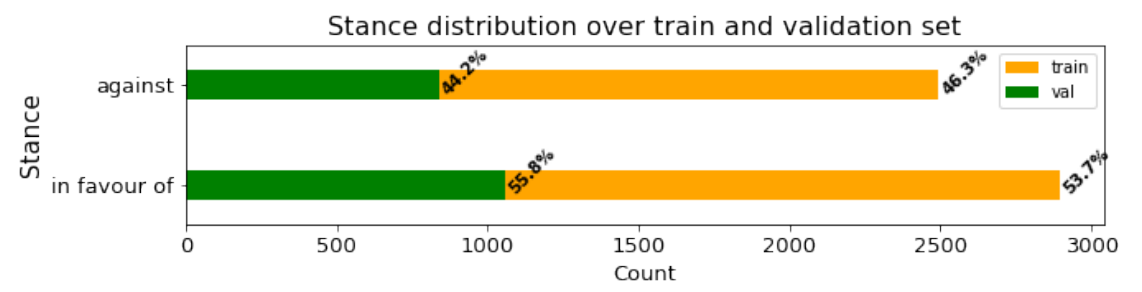 Stance distribution over train and validation set
Stance
against
44.2%
46.3%
train
val
in favour of
55.8%
53.7%
0 500 1000 1500 2000 2500 3000
Count